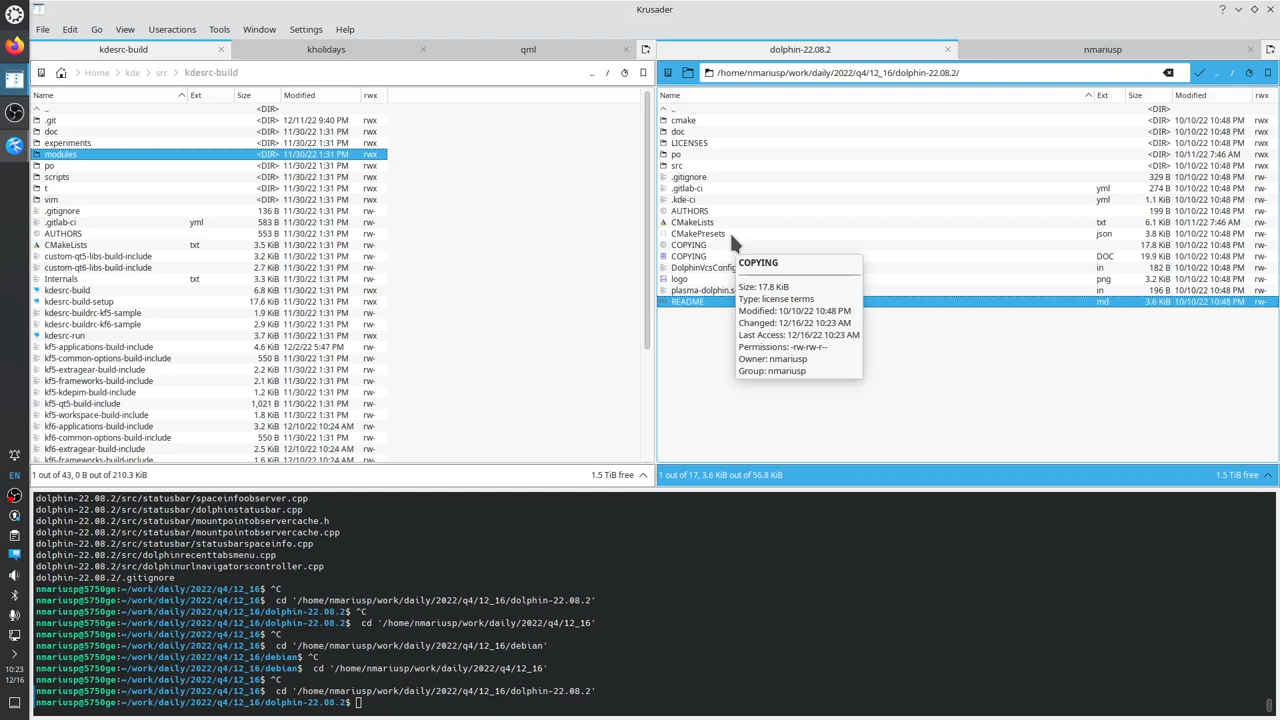 Krusader
File Edit Go View Useractions Tools Window Settings Help
kdesrc-build kholidays qml
Home > kde > src > kdesrc-build .. /
Name Ext Size Modified rwx
.. <DIR>
.git <DIR> 12/11/22 9:40 PM rwx
doc <DIR> 11/30/22 1:31 PM rwx
experiments <DIR> 11/30/22 1:31 PM rwx
modules <DIR> 11/30/22 1:31 PM rwx
po <DIR> 11/30/22 1:31 PM rwx
scripts <DIR> 11/30/22 1:31 PM rwx
t <DIR> 11/30/22 1:31 PM rwx
vim <DIR> 11/30/22 1:31 PM rwx
.gitignore 136 B 11/30/22 1:31 PM rw-
.gitlab-ci yml 583 B 11/30/22 1:31 PM rw-
AUTHORS 553 B 11/30/22 1:31 PM rw-
CMakeLists txt 3.5 KiB 11/30/22 1:31 PM rw-
custom-qt5-libs-build-include 3.2 KiB 11/30/22 1:31 PM rw-
custom-qt6-libs-build-include 2.6 KiB 11/30/22 1:31 PM rw-
Internals txt 3.3 KiB 11/30/22 1:31 PM rw-
kdesrc-build 6.8 KiB 11/30/22 1:31 PM rwx
kdesrc-build-setup 17.6 KiB 11/30/22 1:31 PM rwx
kdesrc-buildrc-kf5-sample 4.2 KiB 11/30/22 1:31 PM rw-
kdesrc-buildrc-kf6-sample 4.2 KiB 11/30/22 1:31 PM rw-
kdesrc-run 3.7 KiB 11/30/22 1:31 PM rwx
kf5-applications-build-include 4.6 KiB 12/2/22 5:47 PM rw-
kf5-common-options-build-include 550 B 11/30/22 1:31 PM rw-
kf5-extragear-build-include 2.2 KiB 11/30/22 1:31 PM rw-
kf5-frameworks-build-include 2.1 KiB 11/30/22 1:31 PM rw-
kf5-kdepim-build-include 1.2 KiB 11/30/22 1:31 PM rw-
kf5-qt5-build-include 1,021 B 11/30/22 1:31 PM rw-
kf5-workspace-build-include 1.8 KiB 11/30/22 1:31 PM rw-
kf6-applications-build-include 4.4 KiB 12/10/22 10:24 AM rw-
kf6-common-options-build-include 550 B 11/30/22 1:31 PM rw-
kf6-extragear-build-include 2.5 KiB 12/10/22 10:24 AM rw-
kf6-frameworks-build-include 1.6 KiB 12/10/22 10:24 AM rw-
1 out of 43, 0 B out of 210.3 KiB 1.5 TiB free
dolphin-22.08.2 nmariusp
/home/nmariusp/work/daily/2022/q4/12_16/dolphin-22.08.2/ .. /
Name Ext Size Modified rwx
.. <DIR>
cmake <DIR> 10/10/22 10:48 PM rwx
doc <DIR> 10/10/22 10:48 PM rwx
LICENSES <DIR> 10/10/22 10:48 PM rwx
po <DIR> 10/11/22 7:46 AM rwx
src <DIR> 10/10/22 10:48 PM rwx
.gitignore 329 B 10/10/22 10:48 PM rw-
.gitlab-ci yml 274 B 10/10/22 10:48 PM rw-
.kde-ci yml 1.1 KiB 10/10/22 10:48 PM rw-
AUTHORS 199 B 10/10/22 10:48 PM rw-
CMakeLists txt 6.1 KiB 10/11/22 7:46 AM rw-
CMakePresets json 3.8 KiB 10/10/22 10:48 PM rw-
COPYING 17.8 KiB 10/10/22 10:48 PM rw-
COPYING DOC 19.9 KiB 10/10/22 10:48 PM rw-
DolphinVcsConfig in 182 B 10/10/22 10:48 PM rw-
logo png 3.2 KiB 10/10/22 10:48 PM rw-
plasma-dolphin.s in 196 B 10/10/22 10:48 PM rw-
README md 3.6 KiB 10/10/22 10:48 PM rw-
COPYING
Size: 17.8 KiB
Type: license terms
Modified: 10/10/22 10:48 PM
Changed: 12/16/22 10:23 AM
Last Access: 12/16/22 10:23 AM
Permissions: -rw-rw-r--
Owner: nmariusp
Group: nmariusp
1 out of 17, 3.6 KiB out of 56.8 KiB 1.5 TiB free
dolphin-22.08.2/src/statusbar/spaceinfoobserver.cpp
dolphin-22.08.2/src/statusbar/dolphinstatusbar.cpp
dolphin-22.08.2/src/statusbar/mountpointobservercache.h
dolphin-22.08.2/src/statusbar/mountpointobservercache.cpp
dolphin-22.08.2/src/statusbar/statusbarspaceinfo.cpp
dolphin-22.08.2/src/dolphinrecenttabsmenu.cpp
dolphin-22.08.2/src/dolphinurlnavigatorscontroller.cpp
dolphin-22.08.2/.gitignore
nmariusp@5750ge:~/work/daily/2022/q4/12_16$ ^C
nmariusp@5750ge:~/work/daily/2022/q4/12_16$  cd '/home/nmariusp/work/daily/2022/q4/12_16/dolphin-22.08.2'
nmariusp@5750ge:~/work/daily/2022/q4/12_16/dolphin-22.08.2$ ^C
nmariusp@5750ge:~/work/daily/2022/q4/12_16/dolphin-22.08.2$  cd '/home/nmariusp/work/daily/2022/q4/12_16'
nmariusp@5750ge:~/work/daily/2022/q4/12_16$ ^C
nmariusp@5750ge:~/work/daily/2022/q4/12_16$  cd '/home/nmariusp/work/daily/2022/q4/12_16/debian'
nmariusp@5750ge:~/work/daily/2022/q4/12_16/debian$ ^C
nmariusp@5750ge:~/work/daily/2022/q4/12_16/debian$  cd '/home/nmariusp/work/daily/2022/q4/12_16'
nmariusp@5750ge:~/work/daily/2022/q4/12_16$ ^C
nmariusp@5750ge:~/work/daily/2022/q4/12_16$  cd '/home/nmariusp/work/daily/2022/q4/12_16/dolphin-22.08.2'
nmariusp@5750ge:~/work/daily/2022/q4/12_16/dolphin-22.08.2$
EN
10:23
12/16